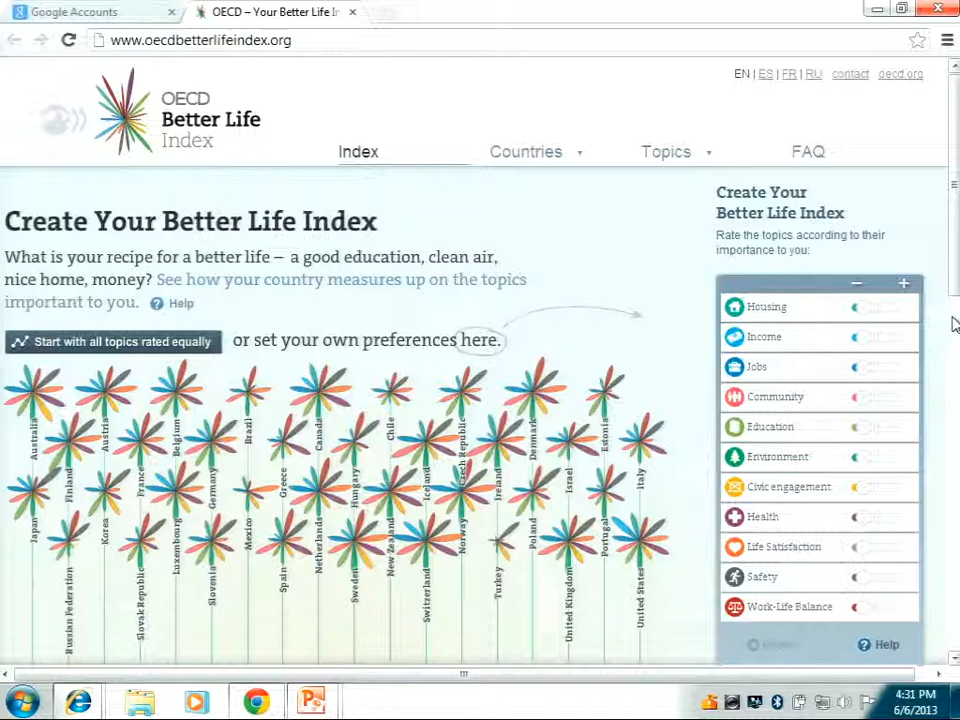 Google Accounts
OECD – Your Better Life In
www.oecdbetterlifeindex.org
EN | ES | FR | RU contact oecd.org
OECD
Better Life
Index
Index Countries Topics FAQ
Create Your Better Life Index
What is your recipe for a better life – a good education, clean air,
nice home, money? See how your country measures up on the topics
important to you. Help
Start with all topics rated equally or set your own preferences here.
Australia
Austria
Belgium
Brazil
Canada
Chile
Czech Republic
Denmark
Estonia
Finland
France
Germany
Greece
Hungary
Iceland
Ireland
Israel
Italy
Japan
Korea
Luxembourg
Mexico
Netherlands
New Zealand
Norway
Poland
Portugal
Russian Federation
Slovak Republic
Slovenia
Spain
Sweden
Switzerland
Turkey
United Kingdom
United States
Create Your
Better Life Index
Rate the topics according to their
importance to you:
Housing
Income
Jobs
Community
Education
Environment
Civic engagement
Health
Life Satisfaction
Safety
Work-Life Balance
Help
4:31 PM
6/6/2013